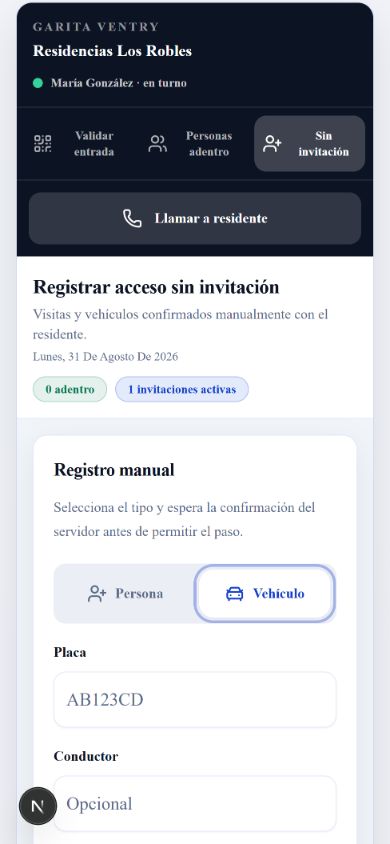 GARITA VENTRY
Residencias Los Robles
María González · en turno
Validar
entrada
Personas
adentro
Sin
invitación
Llamar a residente
Registrar acceso sin invitación
Visitas y vehículos confirmados manualmente con el
residente.
Lunes, 31 De Agosto De 2026
0 adentro
1 invitaciones activas
Registro manual
Selecciona el tipo y espera la confirmación del
servidor antes de permitir el paso.
Persona
Vehículo
Placa
AB123CD
Conductor
Opcional
N